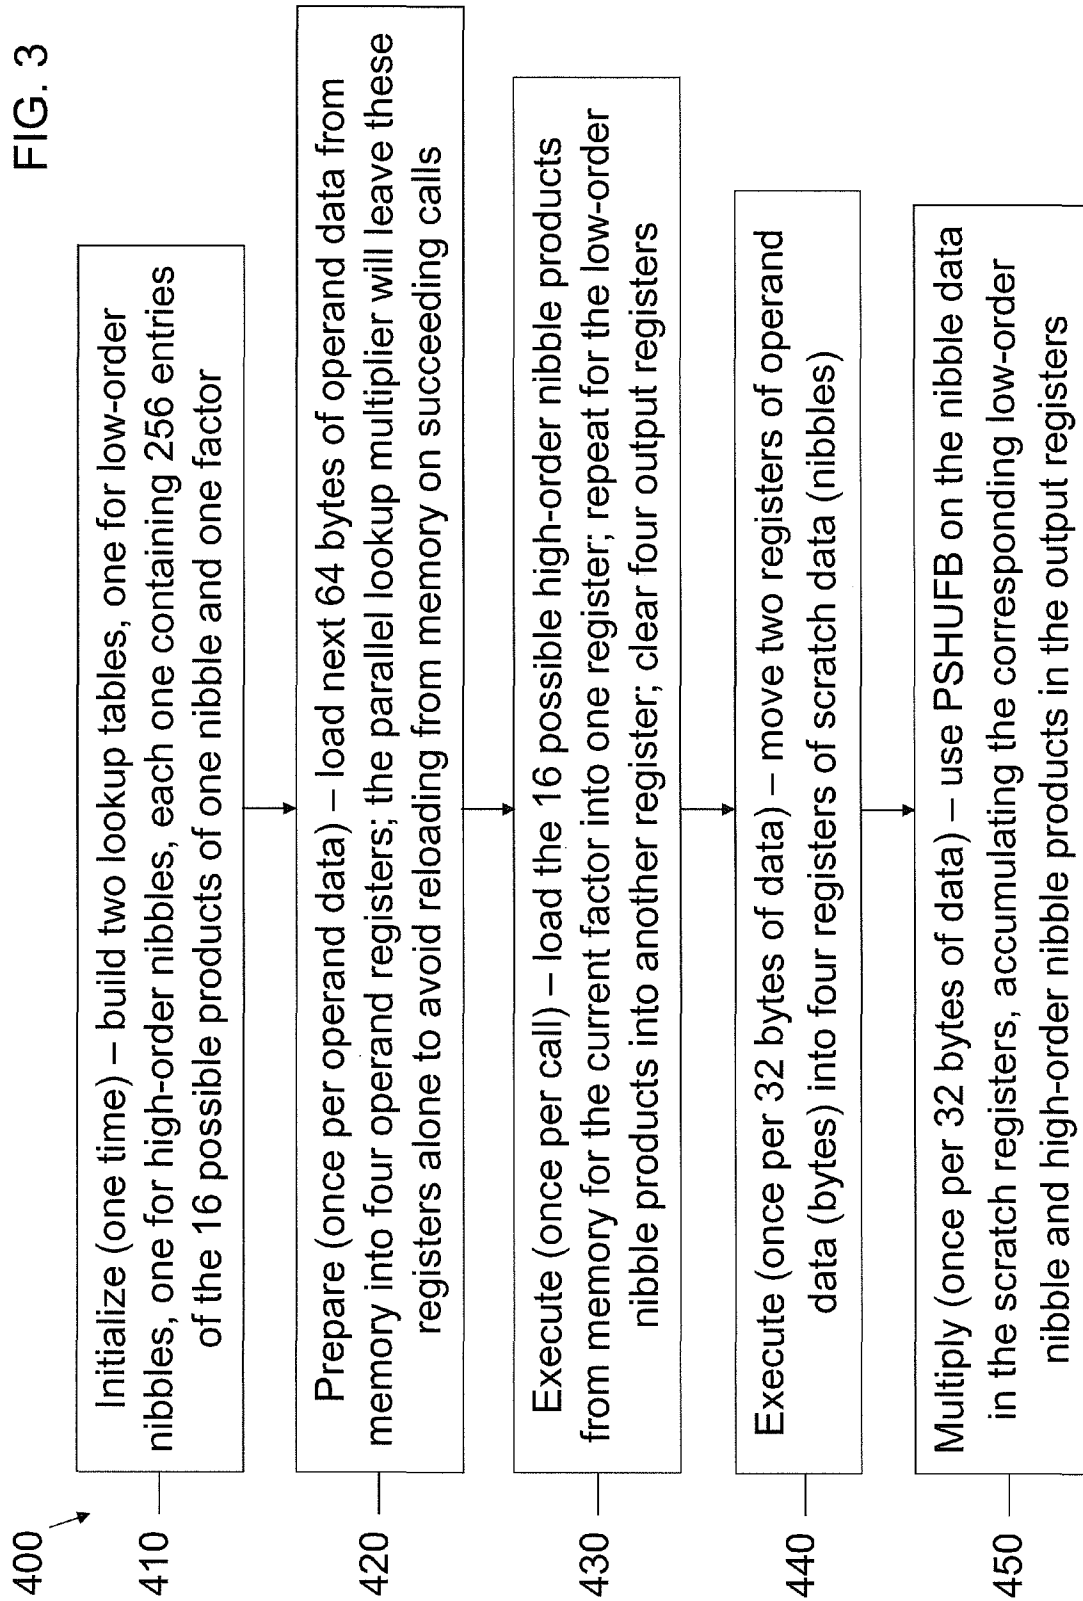 FIG. 3
400
410
Initialize (one time) – build two lookup tables, one for low-order
nibbles, one for high-order nibbles, each one containing 256 entries
of the 16 possible products of one nibble and one factor
420
Prepare (once per operand data) – load next 64 bytes of operand data from
memory into four operand registers; the parallel lookup multiplier will leave these
registers alone to avoid reloading from memory on succeeding calls
430
Execute (once per call) – load the 16 possible high-order nibble products
from memory for the current factor into one register; repeat for the low-order
nibble products into another register; clear four output registers
440
Execute (once per 32 bytes of data) – move two registers of operand
data (bytes) into four registers of scratch data (nibbles)
450
Multiply (once per 32 bytes of data) – use PSHUFB on the nibble data
in the scratch registers, accumulating the corresponding low-order
nibble and high-order nibble products in the output registers